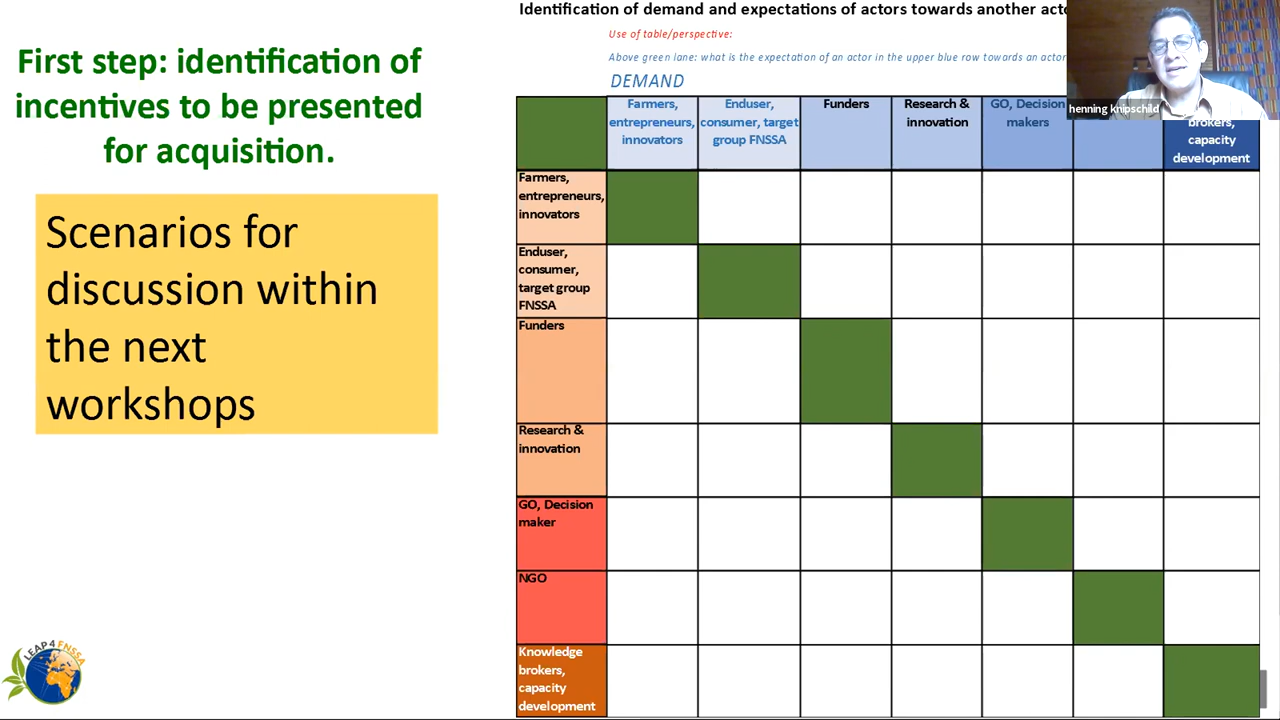 First step: identification of
incentives to be presented
for acquisition.
Scenarios for
discussion within
the next
workshops
LEAP4FNSSA
Identification of demand and expectations of actors towards another
Use of table/perspective:
Above green lane: what is the expectation of an actor in the upper blue row towards an actor
DEMAND
Farmers,
entrepreneurs,
innovators
Enduser,
consumer, target
group FNSSA
Funders
Research &
innovation
GO, Decision
makers
brokers,
capacity
development
henning knipschild
Farmers,
entrepreneurs,
innovators
Enduser,
consumer,
target group
FNSSA
Funders
Research &
innovation
GO, Decision
maker
NGO
Knowledge
brokers,
capacity
development